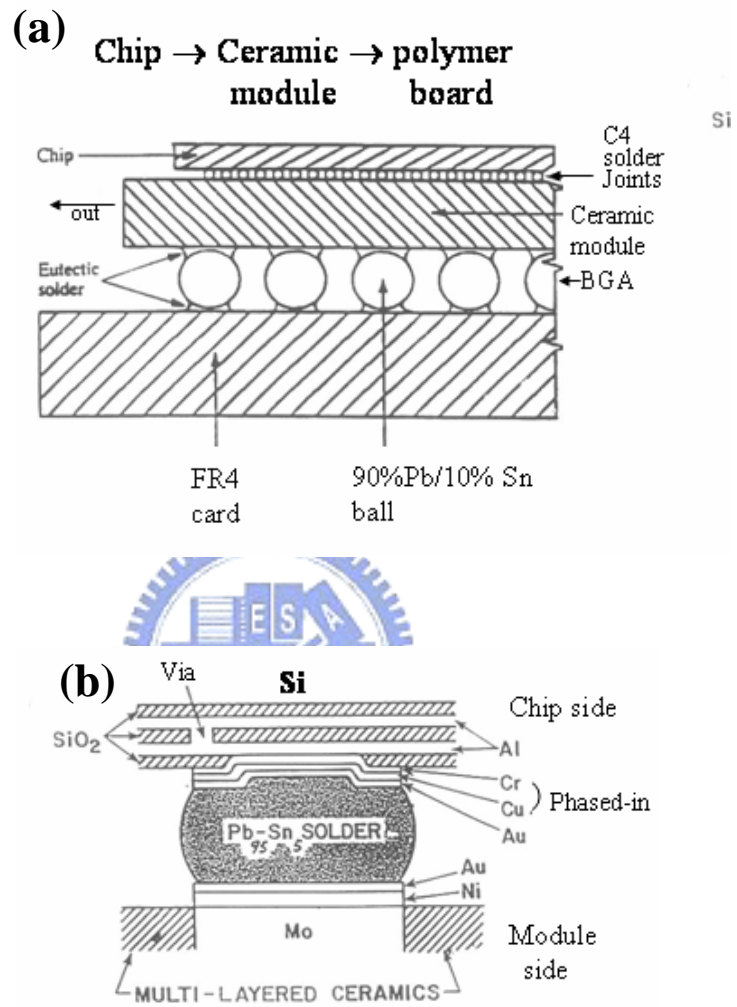 (a)
Chip → Ceramic → polymer
module board
Si
Chip
C4
solder
Joints
out
Ceramic
module
Eutectic
solder
BGA
FR4
card
90%Pb/10% Sn
ball
ESA
(b)
Via
Si
Chip side
SiO2
Al
Cr
Cu
Phased-in
Au
Pb-Sn SOLDER
95 5
Au
Ni
Mo
Module
side
MULTI-LAYERED CERAMICS